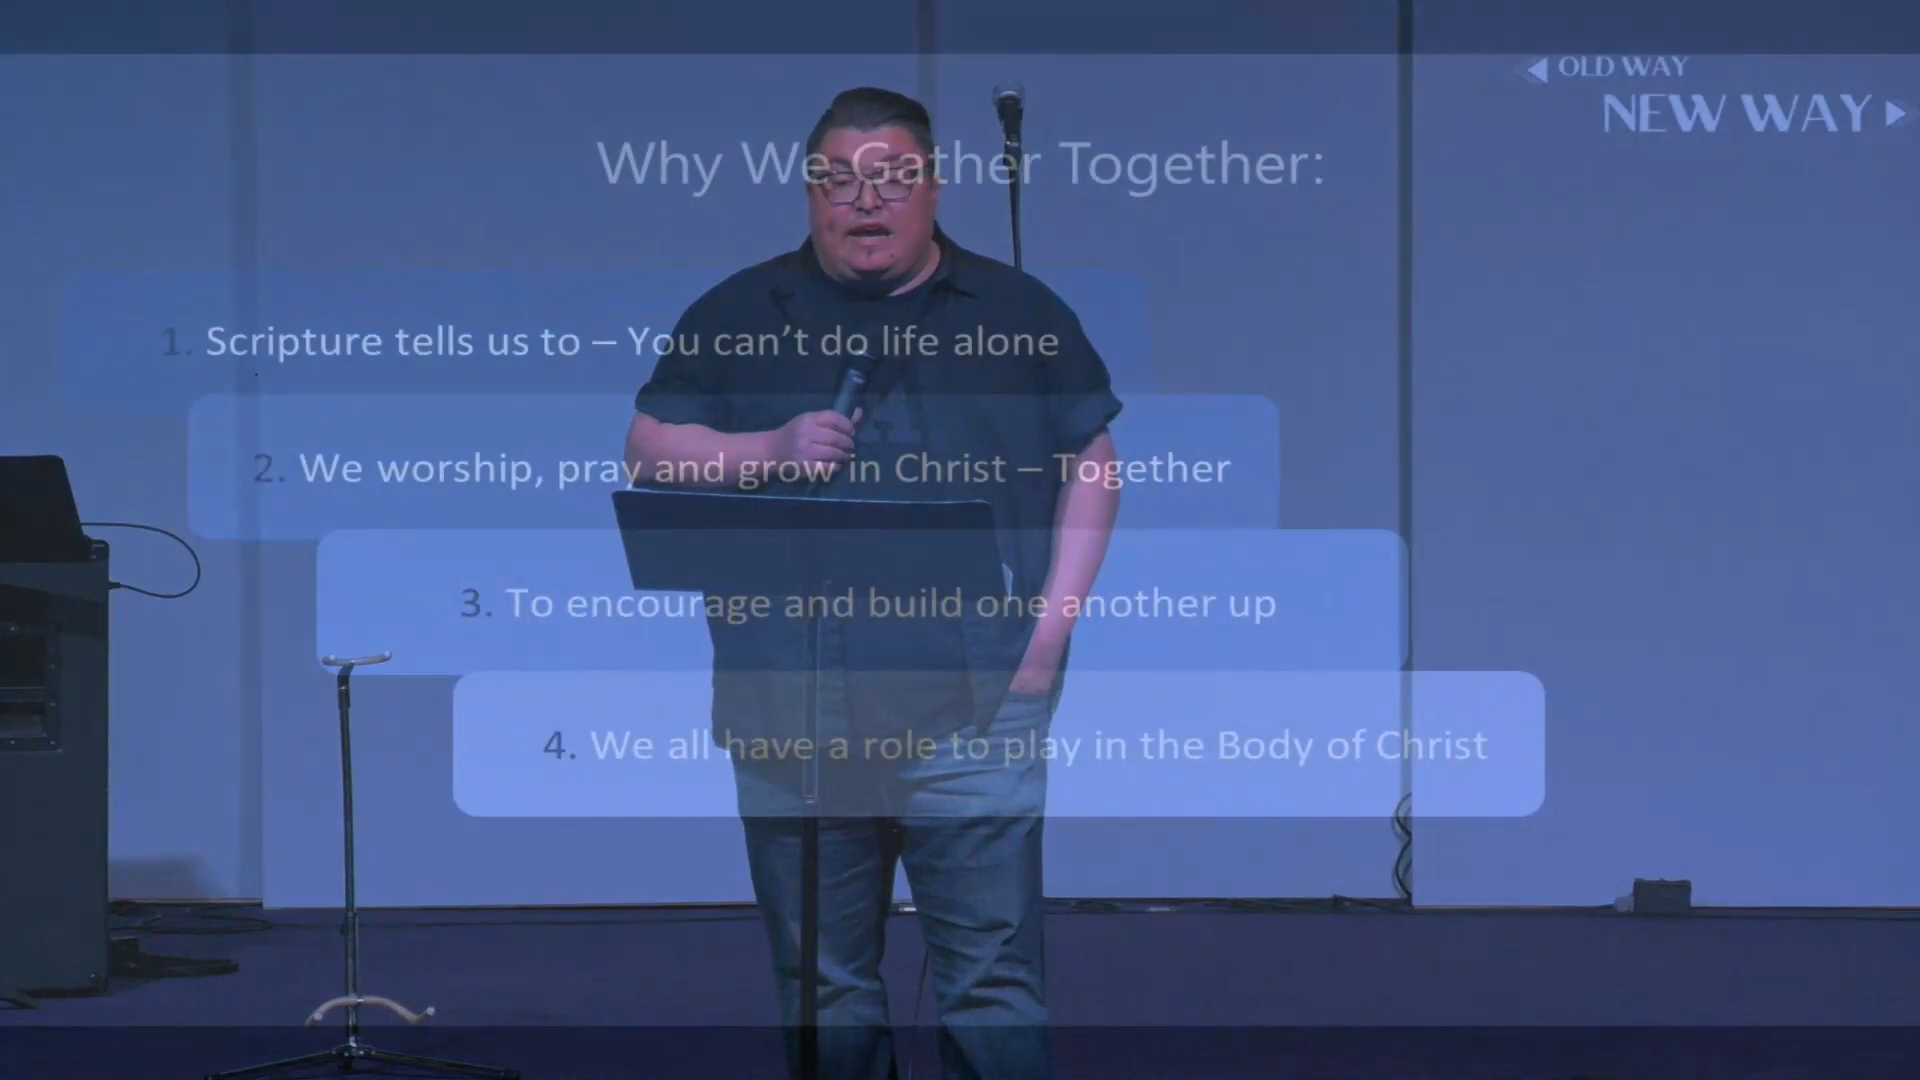 OLD WAY
NEW WAY
Why We Gather Together:
1. Scripture tells us to – You can’t do life alone
2. We worship, pray and grow in Christ – Together
3. To encourage and build one another up
4. We all have a role to play in the Body of Christ